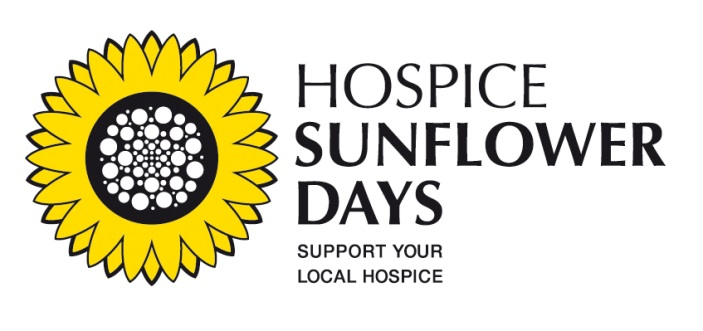 HOSPICE
SUNFLOWER
DAYS
SUPPORT YOUR
LOCAL HOSPICE